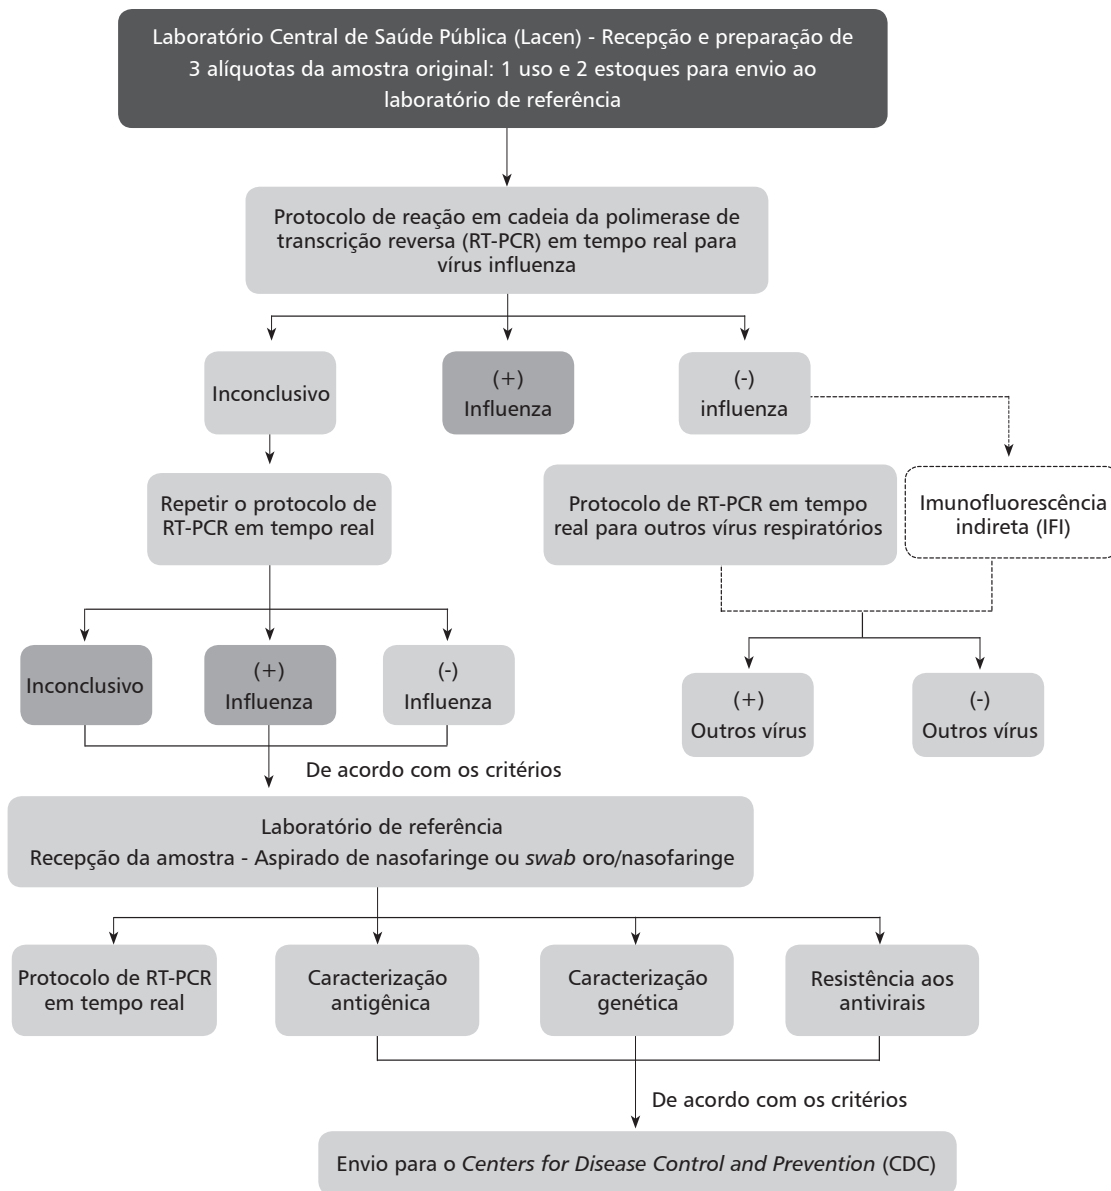 Laboratório Central de Saúde Pública (Lacen) - Recepção e preparação de
3 alíquotas da amostra original: 1 uso e 2 estoques para envio ao
laboratório de referência
Protocolo de reação em cadeia da polimerase de
transcrição reversa (RT-PCR) em tempo real para
vírus influenza
Inconclusivo
(+)
Influenza
(-)
influenza
Repetir o protocolo de
RT-PCR em tempo real
Protocolo de RT-PCR em tempo
real para outros vírus respiratórios
Imunofluorescência
indireta (IFI)
Inconclusivo
(+)
Influenza
(-)
Influenza
(+)
Outros vírus
(-)
Outros vírus
De acordo com os critérios
Laboratório de referência
Recepção da amostra - Aspirado de nasofaringe ou swab oro/nasofaringe
Protocolo de RT-PCR
em tempo real
Caracterização
antigênica
Caracterização
genética
Resistência aos
antivirais
De acordo com os critérios
Envio para o Centers for Disease Control and Prevention (CDC)